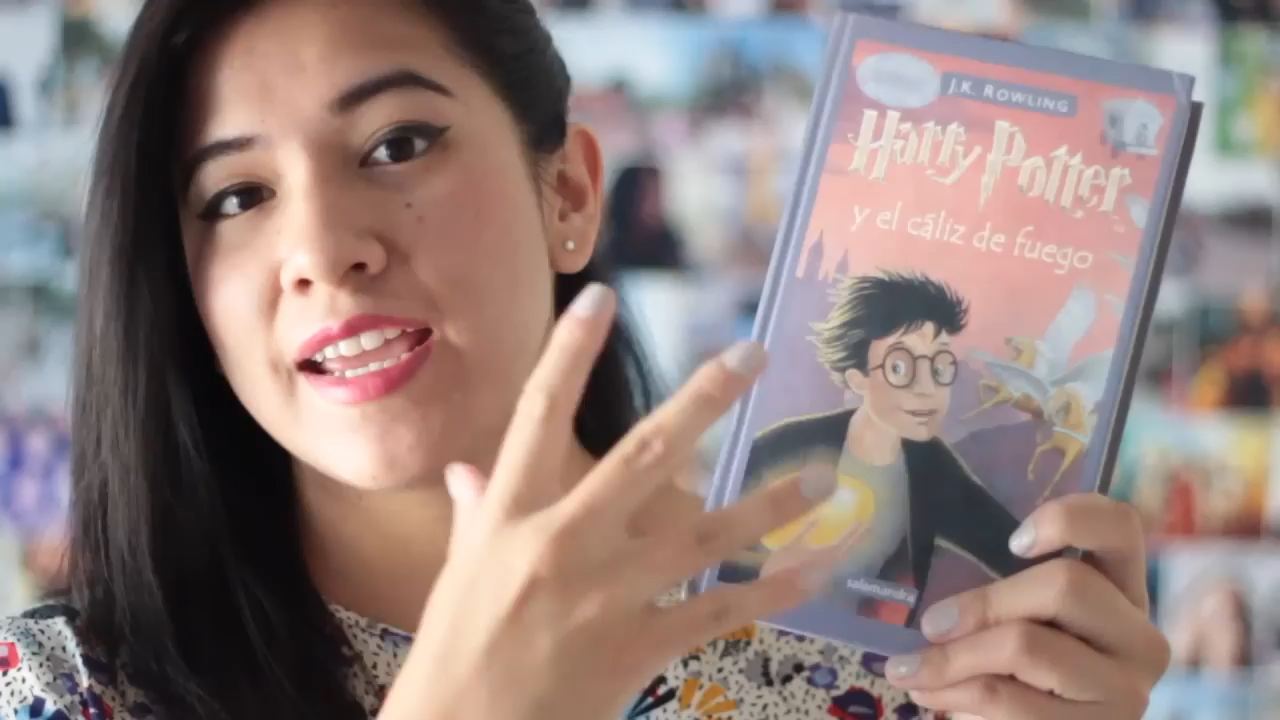 J.K. ROWLING
Harry Potter
y el cáliz de fuego
salamandra